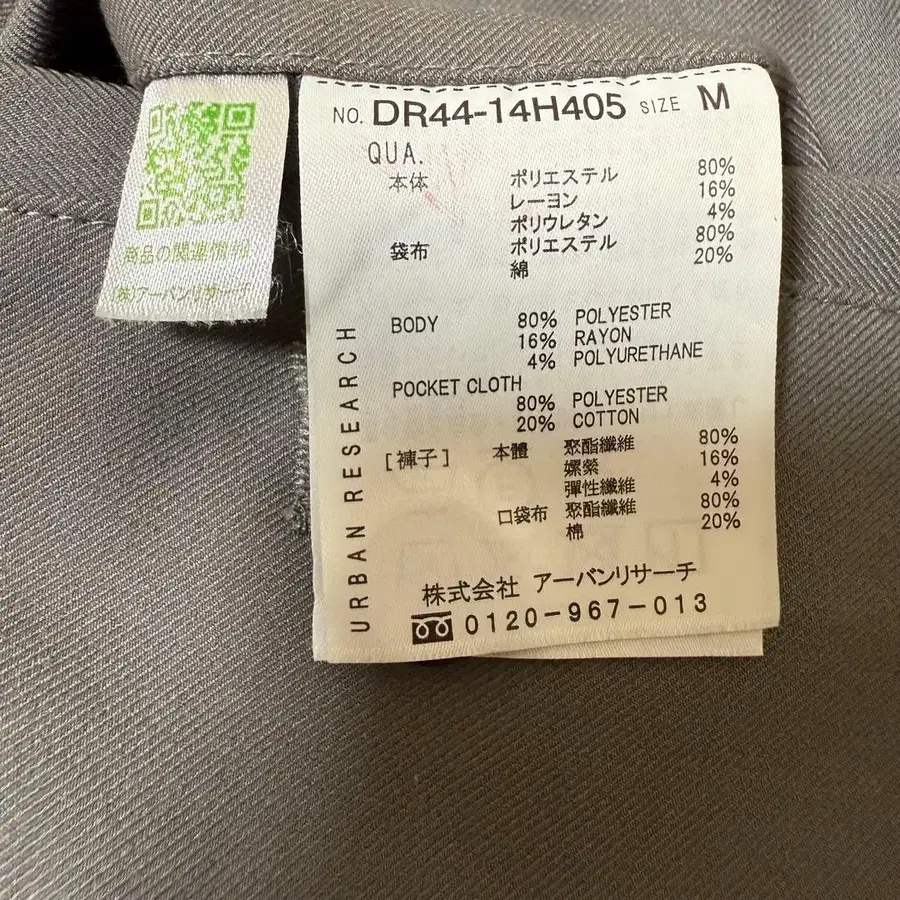 商品の関連情報
(株)アーバンリサーチ
NO. DR44-14H405 SIZE M
QUA.
本体 ポリエステル 80%
レーヨン 16%
ポリウレタン 4%
袋布 ポリエステル 80%
綿 20%
BODY 80% POLYESTER
16% RAYON
4% POLYURETHANE
POCKET CLOTH
80% POLYESTER
20% COTTON
[褲子] 本體 聚酯纖維 80%
嫘縈 16%
彈性纖維 4%
口袋布 聚酯纖維 80%
棉 20%
URBAN RESEARCH
株式会社 アーバンリサーチ
0120-967-013